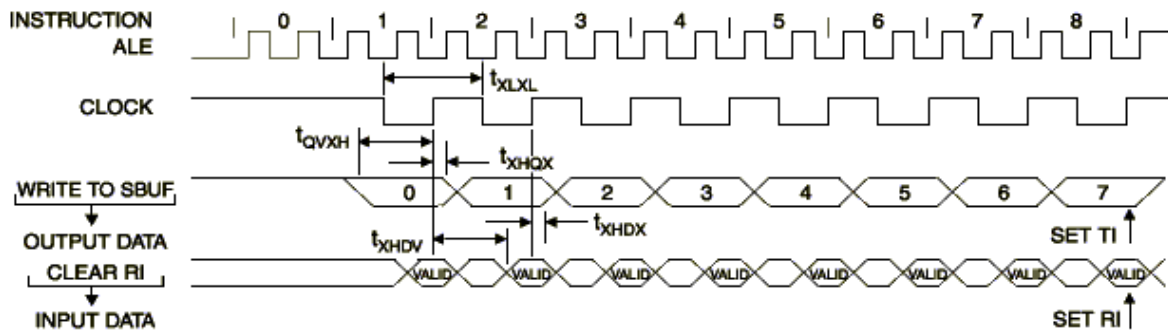 INSTRUCTION 0 1 2 3 4 5 6 7 8
ALE
tXLXL
CLOCK
tQVXH
tXHQX
WRITE TO SBUF 0 1 2 3 4 5 6 7
tXHDX
OUTPUT DATA tXHDV SET TI
CLEAR RI VALID VALID VALID VALID VALID VALID VALID VALID
INPUT DATA SET RI